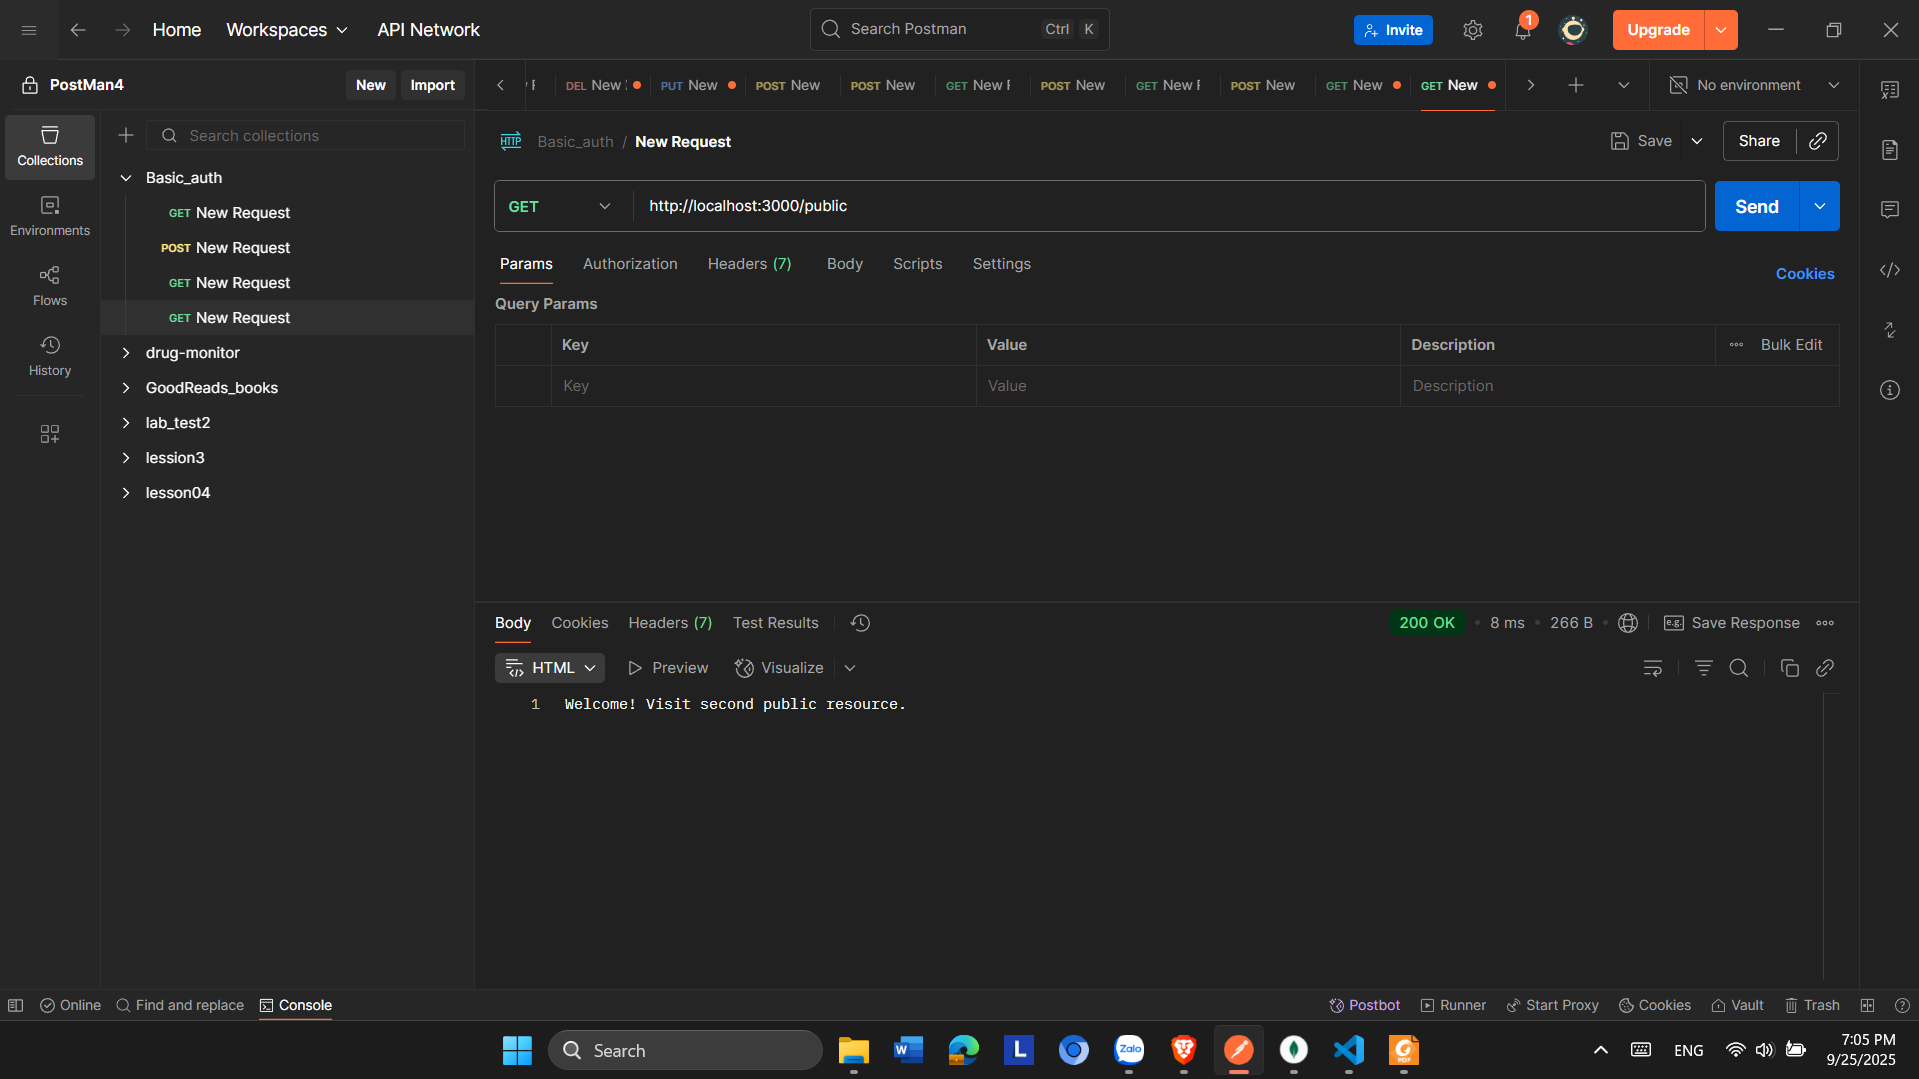 Home
Workspaces
API Network
Search Postman
Ctrl
K
Invite
1
Upgrade
PostMan4
New
Import
DEL New
PUT New
POST New
POST New
GET New
POST New
GET New
POST New
GET New
GET New
No environment
Collections
Environments
Flows
History
Search collections
Basic_auth
GET New Request
POST New Request
GET New Request
GET New Request
drug-monitor
GoodReads_books
lab_test2
lession3
lesson04
HTTP
Basic_auth / New Request
Save
Share
GET
http://localhost:3000/public
Send
Params
Authorization
Headers (7)
Body
Scripts
Settings
Cookies
Query Params
Key
Value
Description
Bulk Edit
Key
Value
Description
Body
Cookies
Headers (7)
Test Results
200 OK
8 ms
266 B
e.g.
Save Response
HTML
Preview
Visualize
1
Welcome! Visit second public resource.
Online
Find and replace
Console
Postbot
Runner
Start Proxy
Cookies
Vault
Trash
Search
W
L
Zalo
PDF
ENG
7:05 PM
9/25/2025